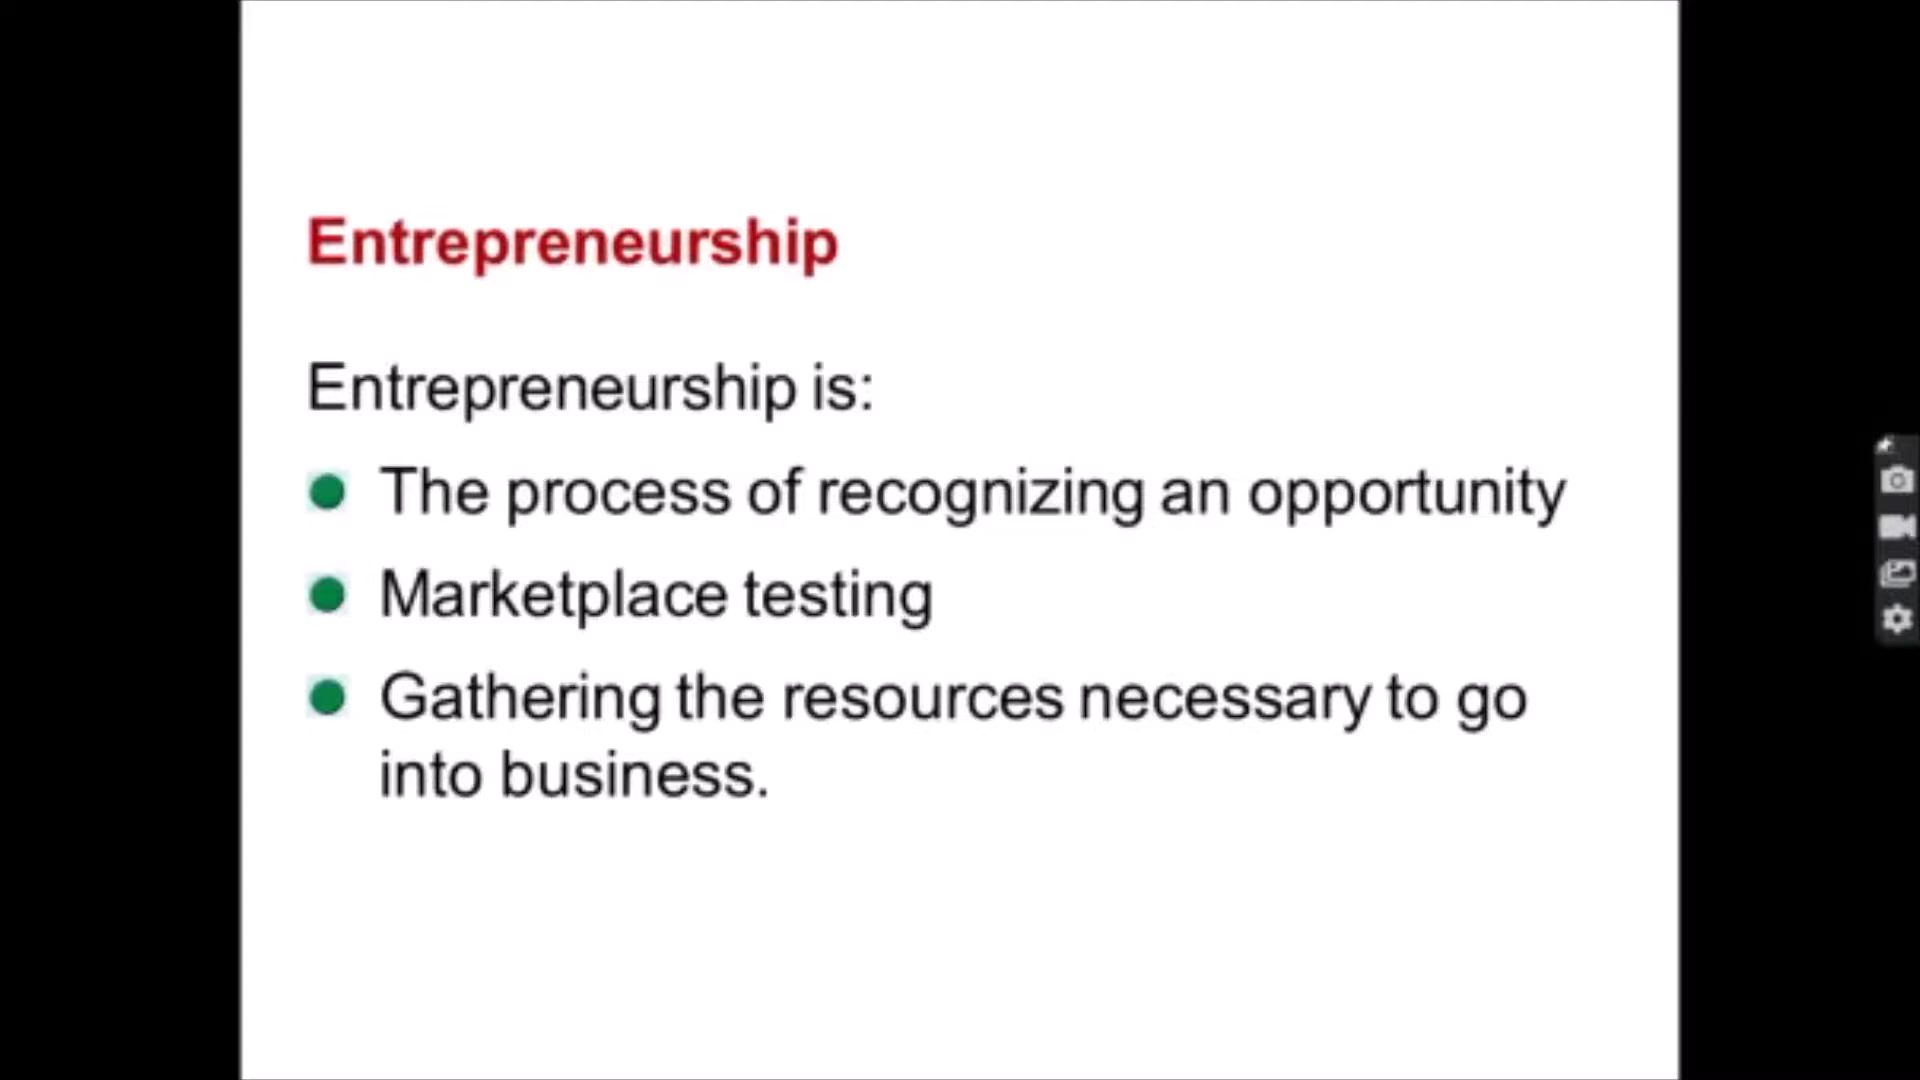 Entrepreneurship
Entrepreneurship is:
The process of recognizing an opportunity
Marketplace testing
Gathering the resources necessary to go
into business.